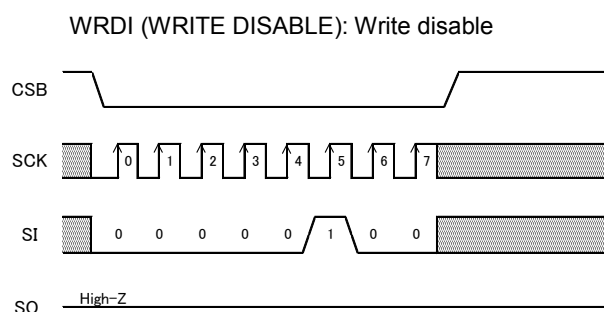 WRDI (WRITE DISABLE): Write disable
CSB
SCK 0 1 2 3 4 5 6 7
SI 0 0 0 0 0 1 0 0
High-Z
SO